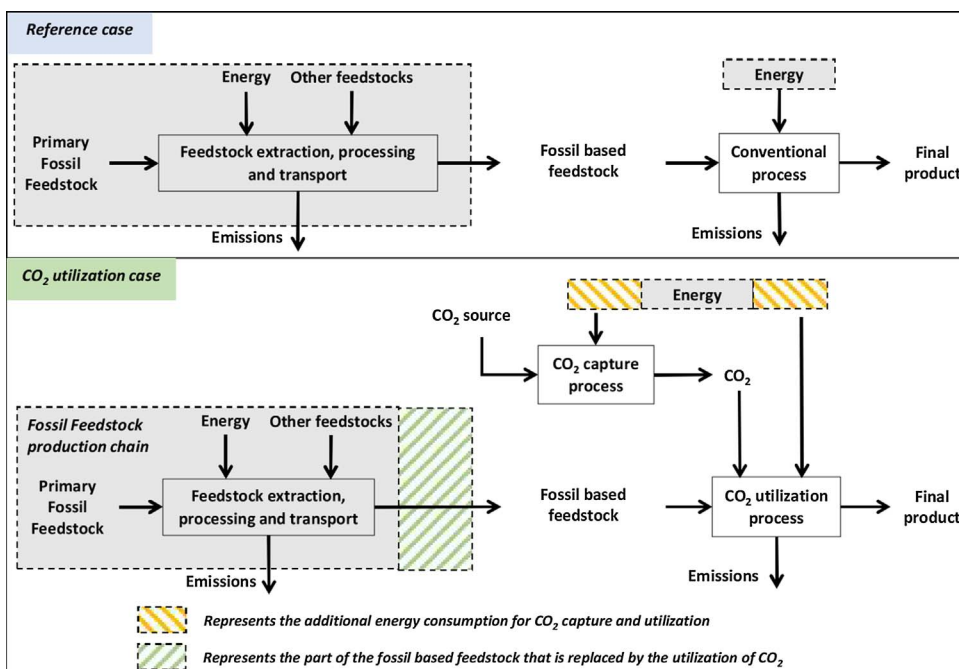 Reference case
Energy
Other feedstocks
Energy
Primary
Fossil
Feedstock
Feedstock extraction, processing
and transport
Fossil based
feedstock
Conventional
process
Final
product
Emissions
Emissions
CO2 utilization case
Energy
CO2 source
CO2 capture
process
CO2
Fossil Feedstock
production chain
Energy
Other feedstocks
Primary
Fossil
Feedstock
Feedstock extraction,
processing and transport
Fossil based
feedstock
CO2 utilization
process
Final
product
Emissions
Emissions
Represents the additional energy consumption for CO2 capture and utilization
Represents the part of the fossil based feedstock that is replaced by the utilization of CO2